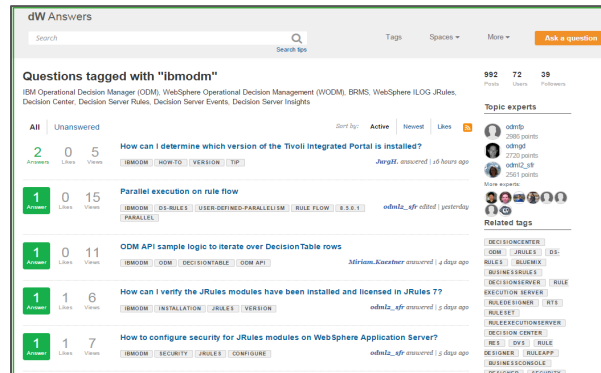 dW Answers
Search
Search tips
Tags Spaces More Ask a question
Questions tagged with "ibmodm"
IBM Operational Decision Manager (ODM), WebSphere Operational Decision Management (WODM), BRMS, WebSphere ILOG JRules,
Decision Center, Decision Server Rules, Decision Server Events, Decision Server Insights
992 72 39
Posts Users Followers
Topic experts
odmfp
2986 points
odmgd
2720 points
odml2_sfr
2561 points
More experts:
Related tags
DECISIONCENTER
ODM JRULES DS-
RULES BLUEMIX
BUSINESSRULES
DECISIONSERVER RULE
EXECUTION SERVER
RULEDESIGNER RTS
RULESET
RULEEXECUTIONSERVER
DECISION CENTER
RES DVS RULE
DESIGNER RULEAPP
BUSINESSCONSOLE
DESIGNER SECURITY
All Unanswered Sort by: Active Newest Likes
How can I determine which version of the Tivoli Integrated Portal is installed?
2 0 5
Answers Likes Views
IBMODM HOW-TO VERSION TIP
JurgH. answered | 16 hours ago
Parallel execution on rule flow
1 0 15
Answer Likes Views
IBMODM DS-RULES USER-DEFINED-PARALLELISM RULE FLOW 8.5.0.1
PARALLEL
odml2_sfr edited | yesterday
ODM API sample logic to iterate over DecisionTable rows
1 0 11
Answer Likes Views
IBMODM ODM DECISIONTABLE ODM API
Miriam.Kaestner answered | 4 days ago
How can I verify the JRules modules have been installed and licensed in JRules 7?
1 1 6
Answer Likes Views
IBMODM INSTALLATION JRULES VERSION
odml2_sfr answered | 5 days ago
How to configure security for JRules modules on WebSphere Application Server?
1 1 7
Answer Likes Views
IBMODM SECURITY JRULES CONFIGURE
odml2_sfr answered | 5 days ago